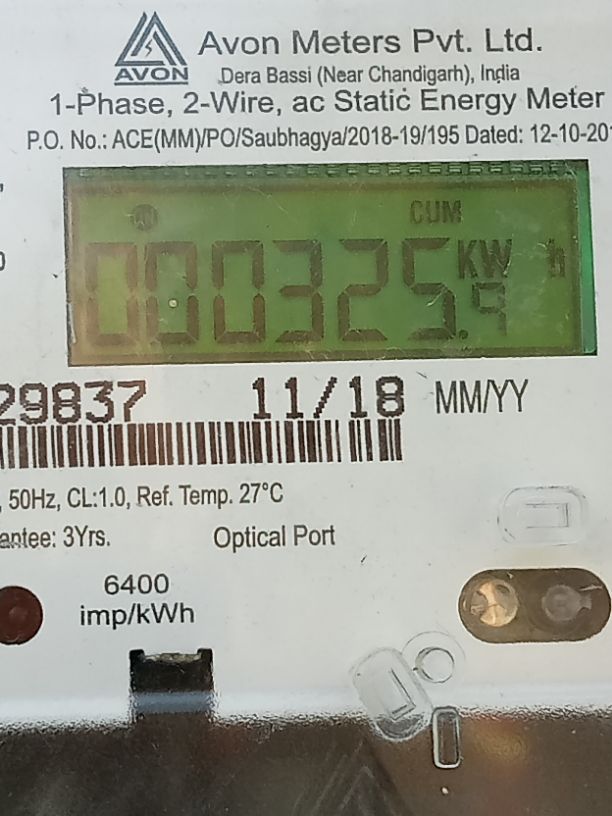 AVON
Avon Meters Pvt. Ltd.
Dera Bassi (Near Chandigarh), India
1-Phase, 2-Wire, ac Static Energy Meter
P.O. No.: ACE(MM)/PO/Saubhagya/2018-19/195 Dated: 12-10-201
CUM
000325.9 KW h
29837 11/18 MM/YY
, 50Hz, CL:1.0, Ref. Temp. 27°C
antee: 3Yrs. Optical Port
6400
imp/kWh